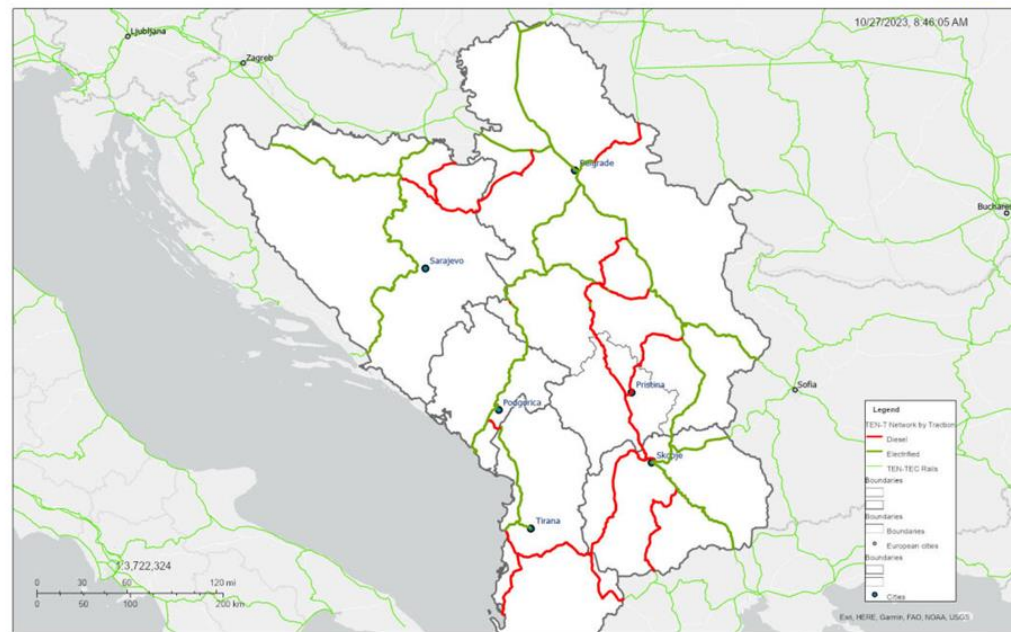 10/27/2023, 8:46:05 AM
Ljubljana
Zagreb
Belgrade
Bucharest
Sarajevo
Sofia
Pristina
Podgorica
Skopje
Tirana
Legend
TEN-T Network by Traction
Diesel
Electrified
TEN-TEC Rails
Boundaries
Boundaries
Boundaries
European cities
Boundaries
Cities
1:3,722,324
0 30 60 120 mi
0 100 200 km
Esri, HERE, Garmin, FAO, NOAA, USGS